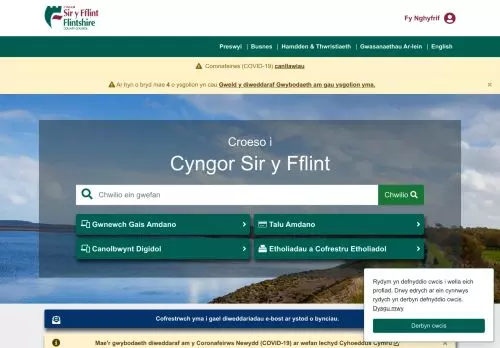 CYNGOR
Sir y Fflint
Flintshire
COUNTY COUNCIL
Fy Nghyfrif
Preswyl | Busnes | Hamdden & Thwristiaeth | Gwasanaethau Ar-lein | English
Coronafeirws (COVID-19) canllawiau
Ar hyn o bryd mae 4 o ysgolion yn cau Gweld y diweddaraf Gwybodaeth am gau ysgolion yma. ×
Croeso i
Cyngor Sir y Fflint
Chwilio ein gwefan
Chwilio
Gwnewch Gais Amdano
Talu Amdano
Canolbwynt Digidol
Etholiadau a Cofrestru Etholiadol
Rydym yn defnyddio cwcis i wella eich
profiad. Drwy edrych ar ein cynnwys
rydych yn derbyn defnyddio cwcis.
Dysgu mwy
Derbyn cwcis
Cofrestrwch yma i gael diweddariadau e-bost ar ystod o bynciau.
Mae'r gwybodaeth diweddaraf am y Coronafeirws Newydd (COVID-19) ar wefan Iechyd Cyhoeddus Cymru